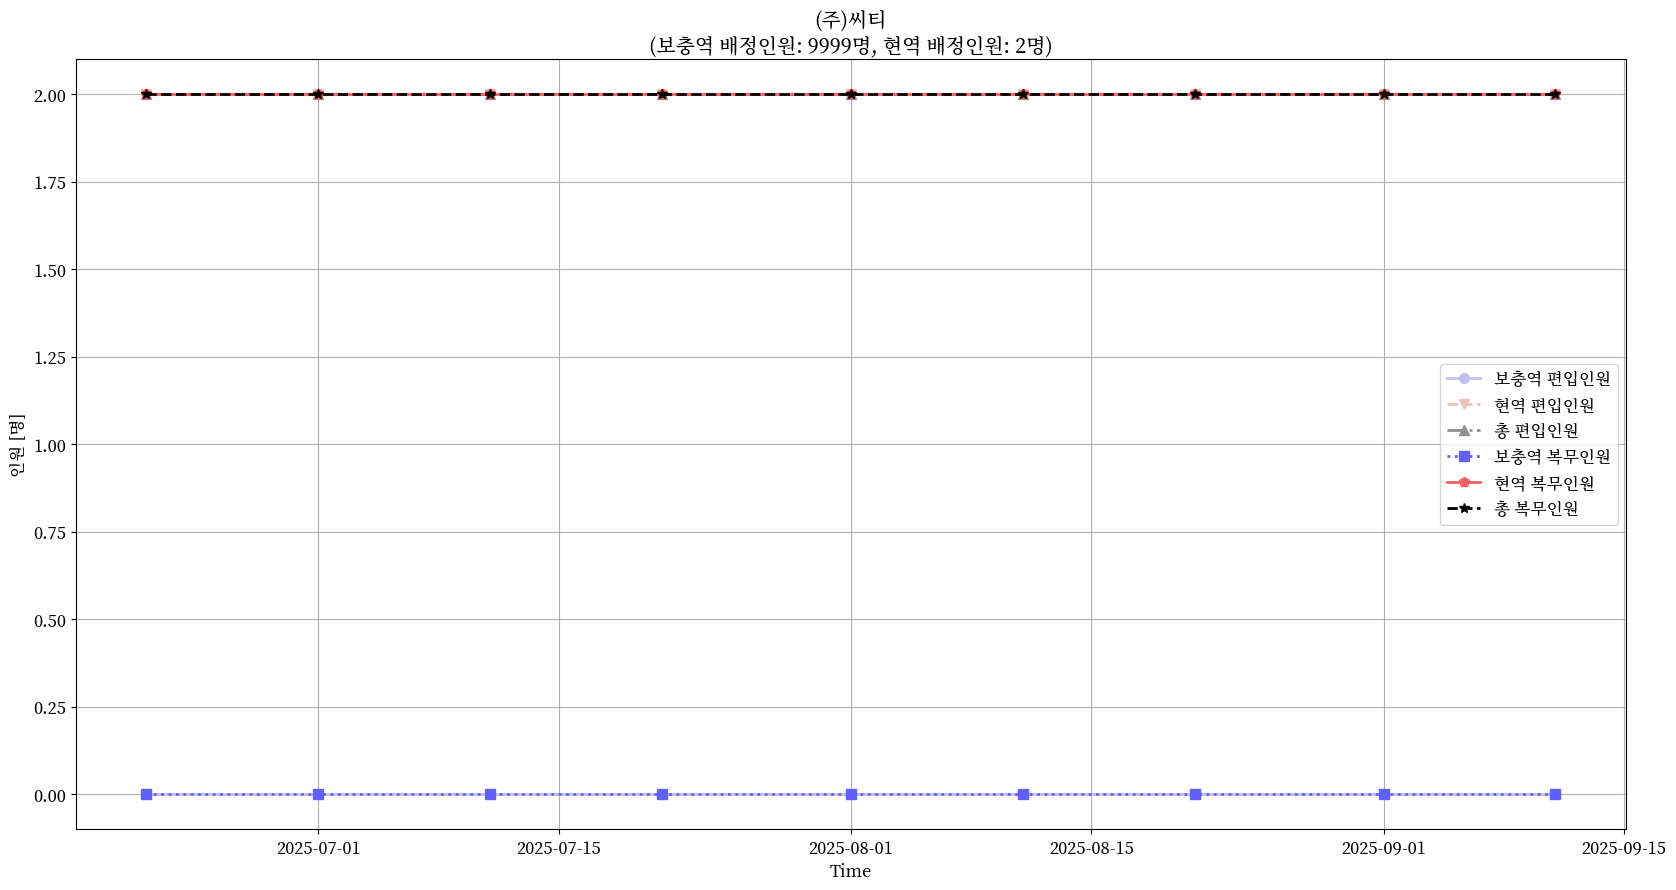 (주)씨티
(보충역 배정인원: 9999명, 현역 배정인원: 2명)
인원 [명]
2.00
1.75
1.50
1.25
1.00
0.75
0.50
0.25
0.00
보충역 편입인원
현역 편입인원
총 편입인원
보충역 복무인원
현역 복무인원
총 복무인원
2025-07-01
2025-07-15
2025-08-01
2025-08-15
2025-09-01
2025-09-15
Time